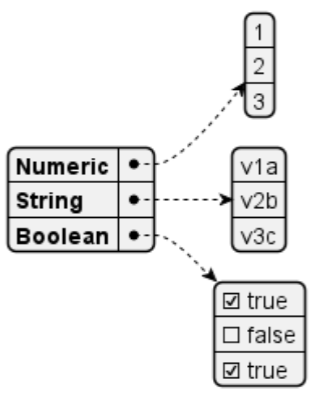 1
2
3
Numeric
String
Boolean
v1a
v2b
v3c
☑ true
☐ false
☑ true